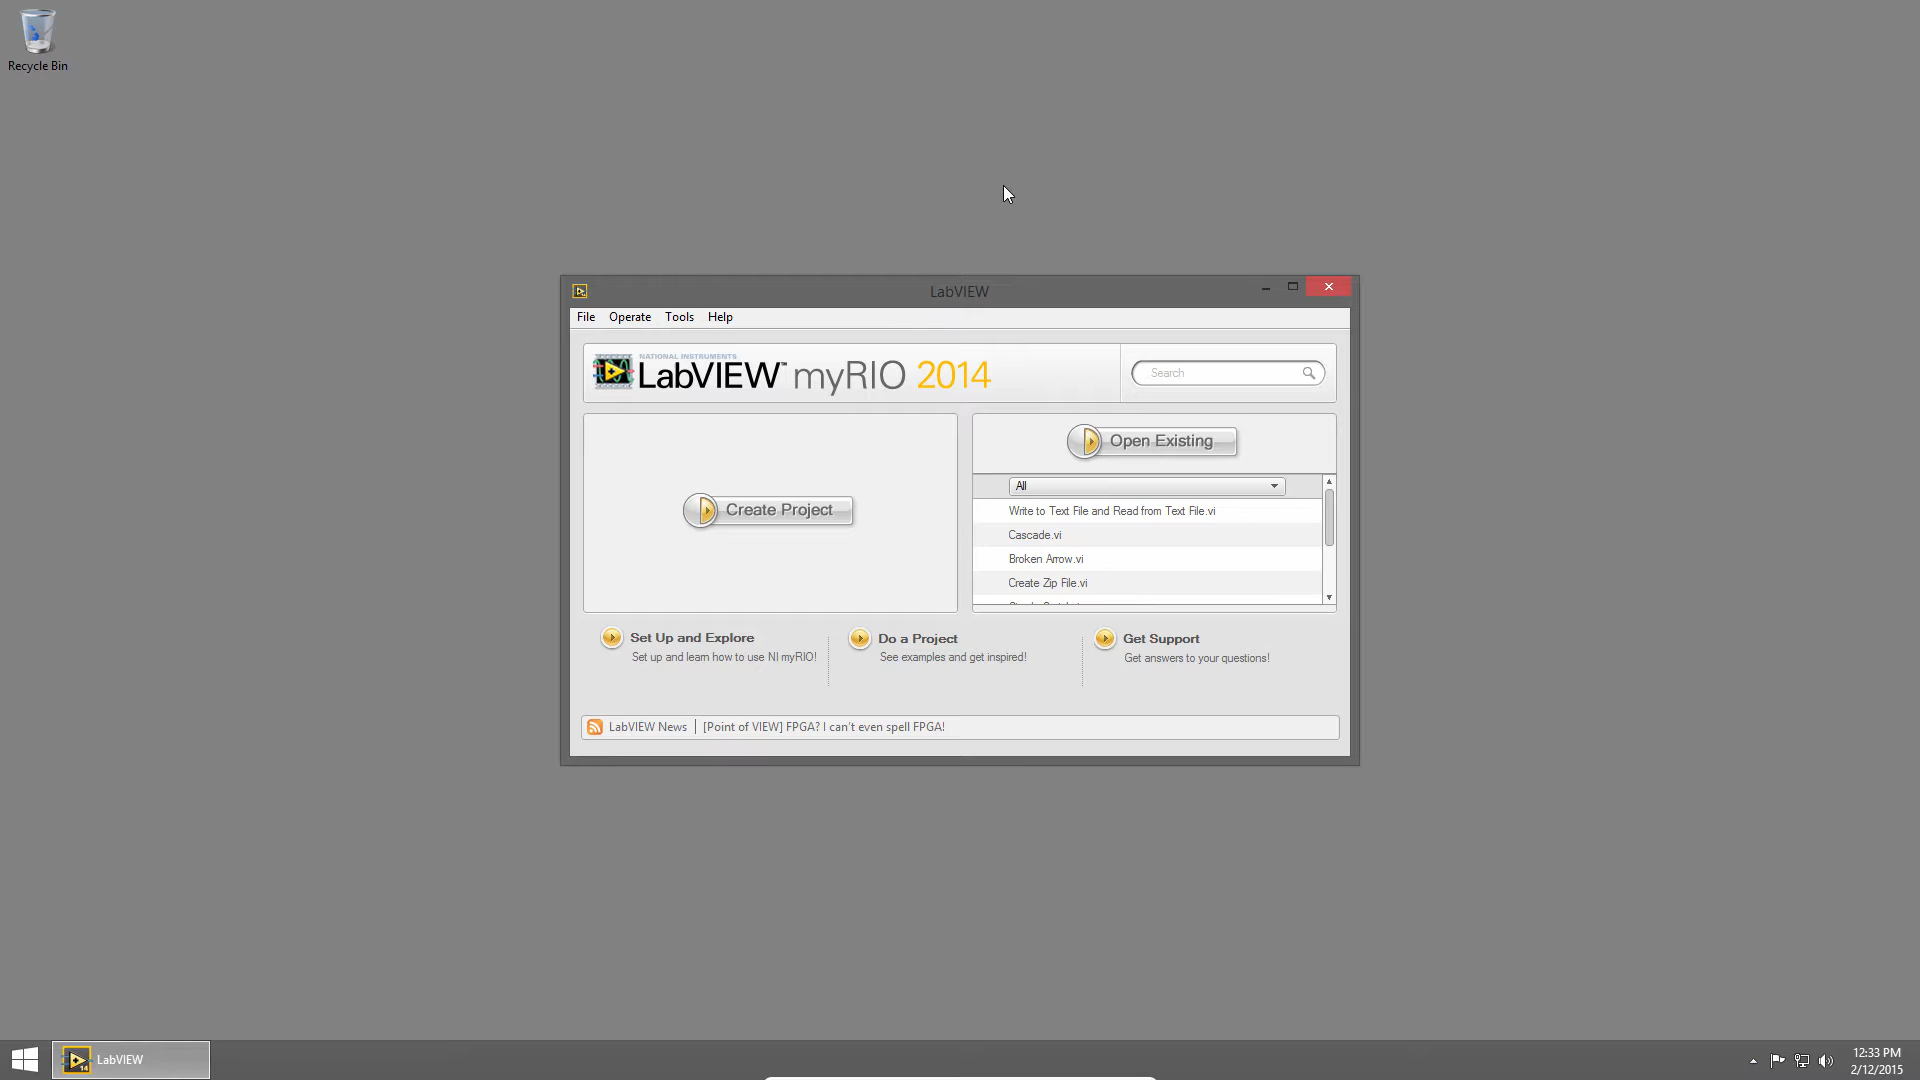 Recycle Bin
LabVIEW
File Operate Tools Help
NATIONAL INSTRUMENTS
LabVIEW™ myRIO 2014
Search
Open Existing
All
Create Project
Write to Text File and Read from Text File.vi
Cascade.vi
Broken Arrow.vi
Create Zip File.vi
Set Up and Explore
Set up and learn how to use NI myRIO!
Do a Project
See examples and get inspired!
Get Support
Get answers to your questions!
LabVIEW News | [Point of VIEW] FPGA? I can't even spell FPGA!
LabVIEW
12:33 PM
2/12/2015